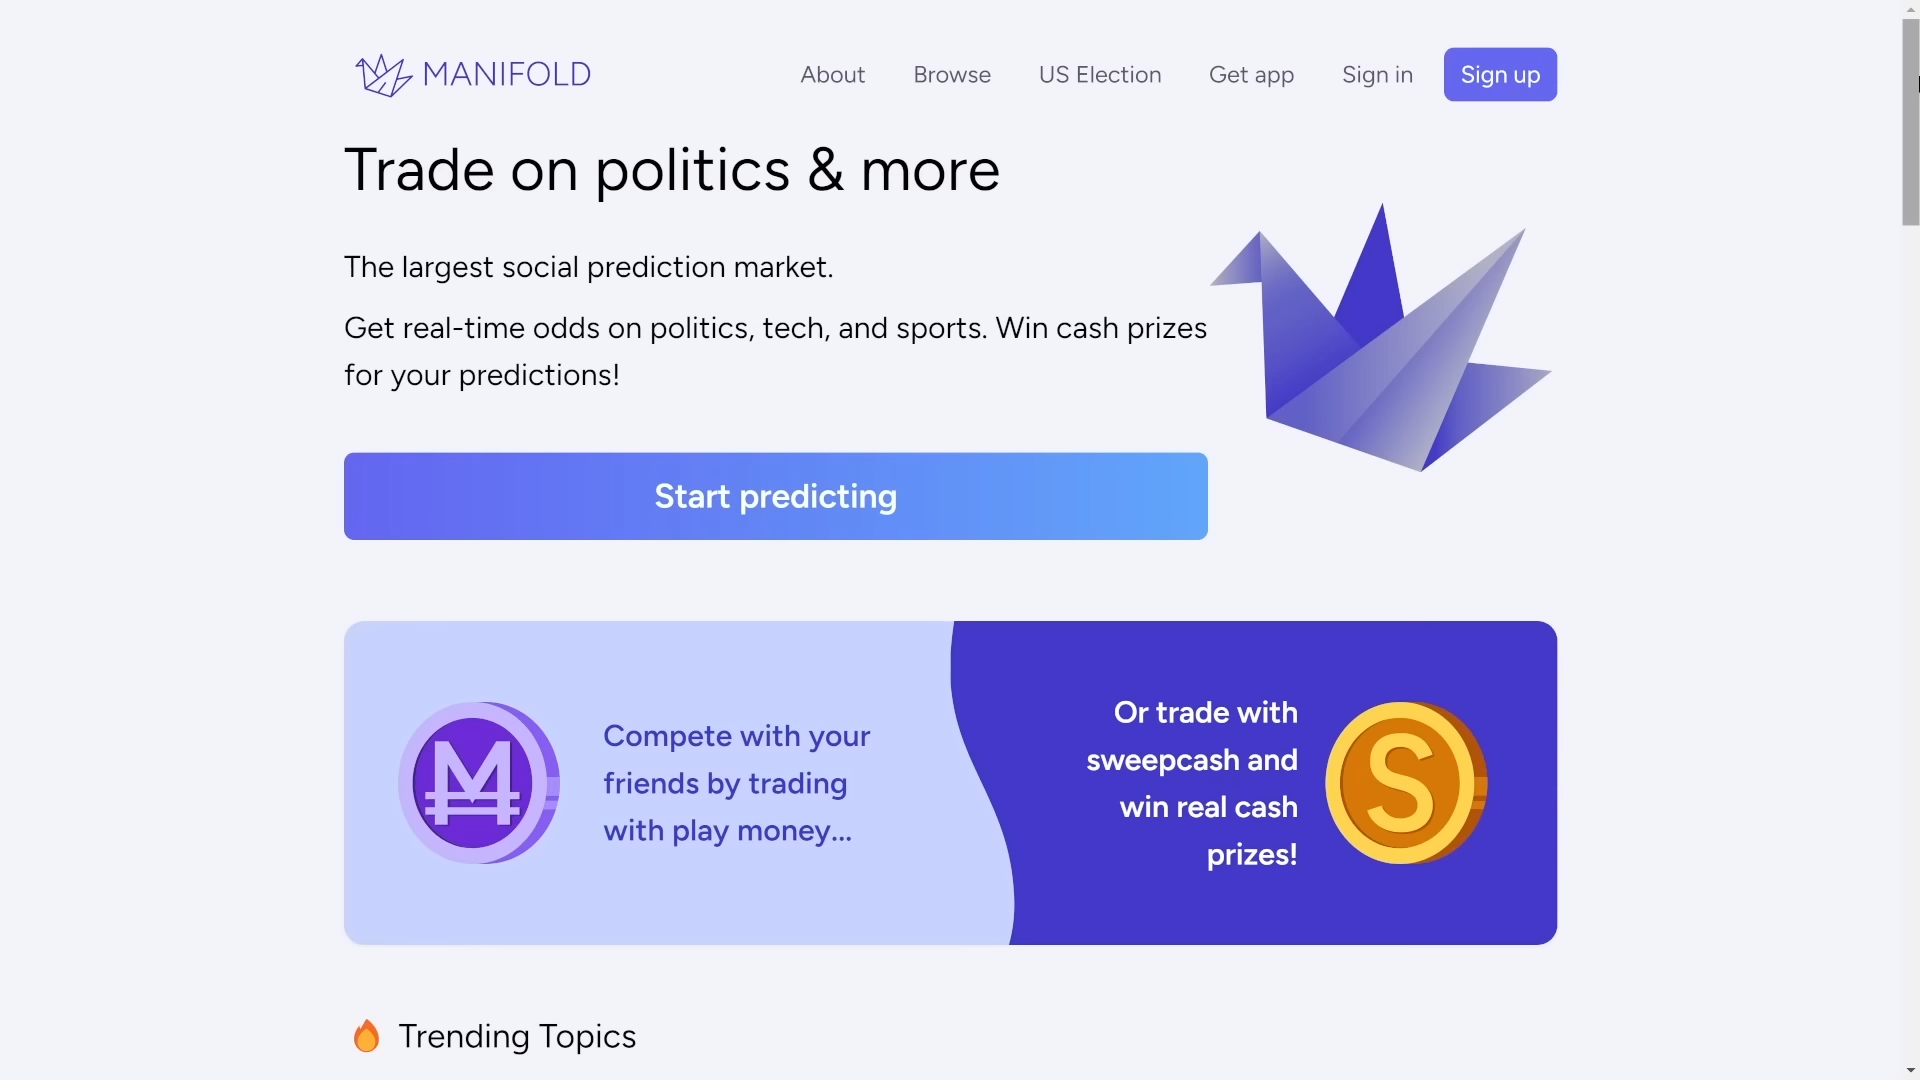 MANIFOLD
About
Browse
US Election
Get app
Sign in
Sign up
Trade on politics & more
The largest social prediction market.
Get real-time odds on politics, tech, and sports. Win cash prizes
for your predictions!
Start predicting
M
Compete with your
friends by trading
with play money...
Or trade with
sweepcash and
win real cash
prizes!
S
Trending Topics